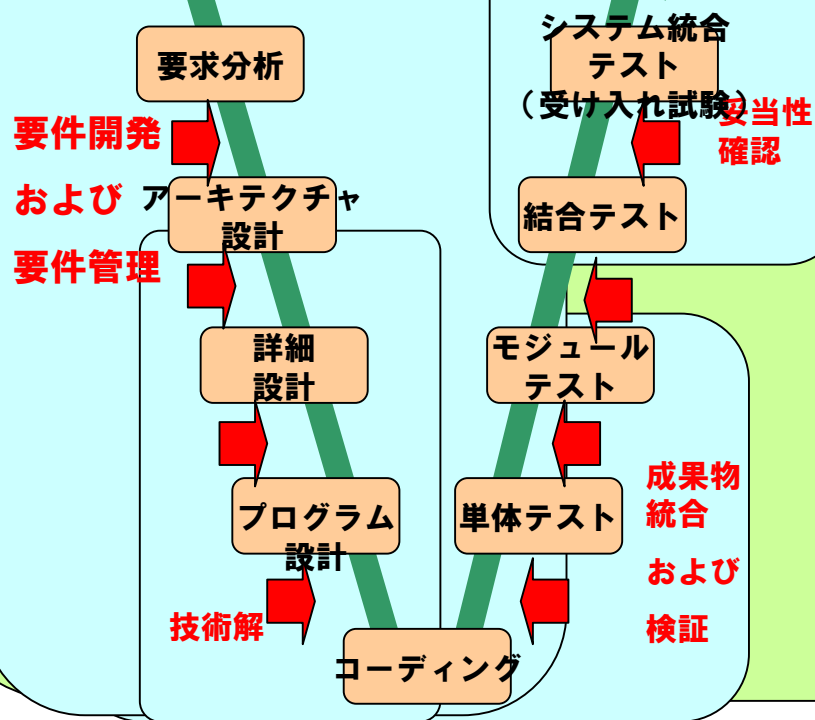 要求分析
要件開発
および
要件管理
アーキテクチャ
設計
詳細
設計
プログラム
設計
技術解
コーディング
システム統合
テスト
（受け入れ試験）
妥当性
確認
結合テスト
モジュール
テスト
単体テスト
成果物
統合
および
検証